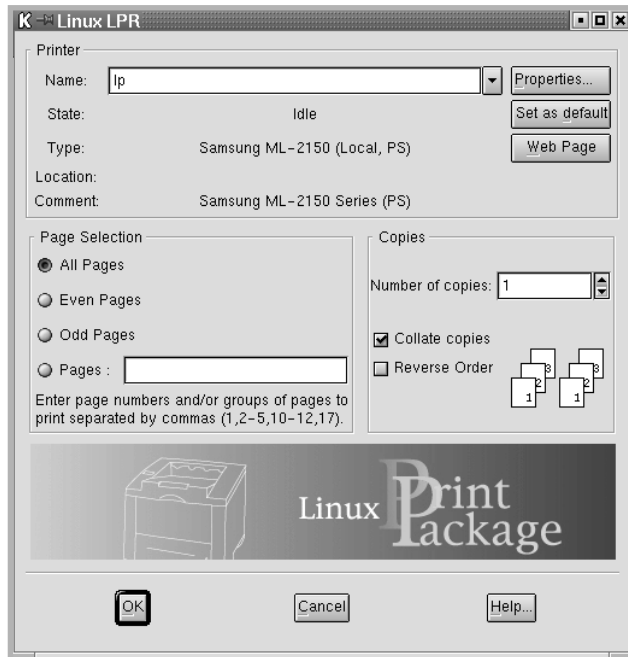 K Linux LPR
Printer
Name: lp Properties...
State: Idle Set as default
Type: Samsung ML-2150 (Local, PS) Web Page
Location:
Comment: Samsung ML-2150 Series (PS)
Page Selection
All Pages
Even Pages
Odd Pages
Pages :
Enter page numbers and/or groups of pages to
print separated by commas (1,2-5,10-12,17).
Copies
Number of copies: 1
Collate copies
Reverse Order
3 3
2 2
1 1
Linux Print
Package
OK Cancel Help...